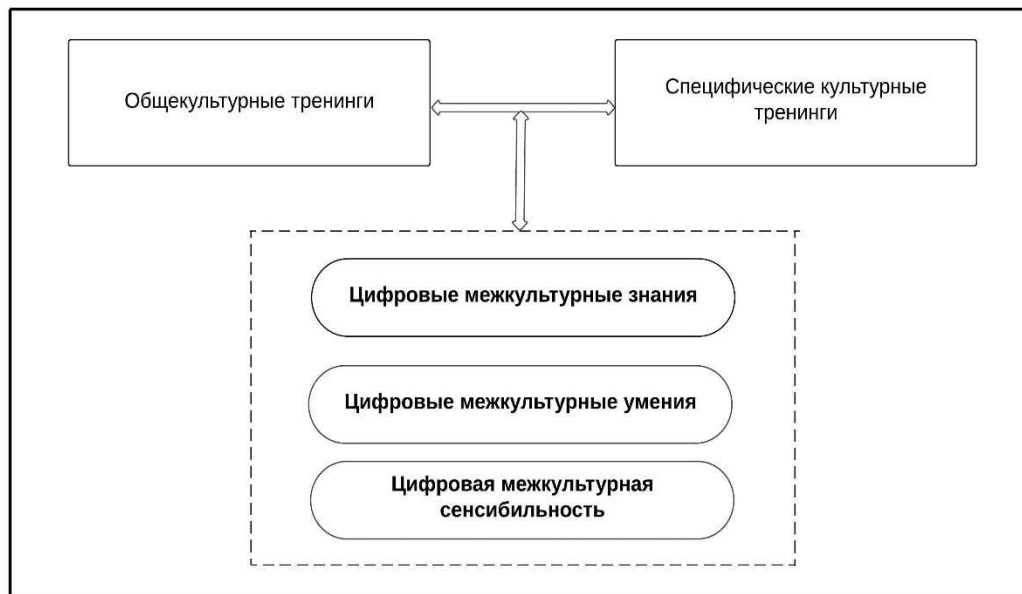 Общекультурные тренинги
Специфические культурные
тренинги
Цифровые межкультурные знания
Цифровые межкультурные умения
Цифровая межкультурная
сенсибильность